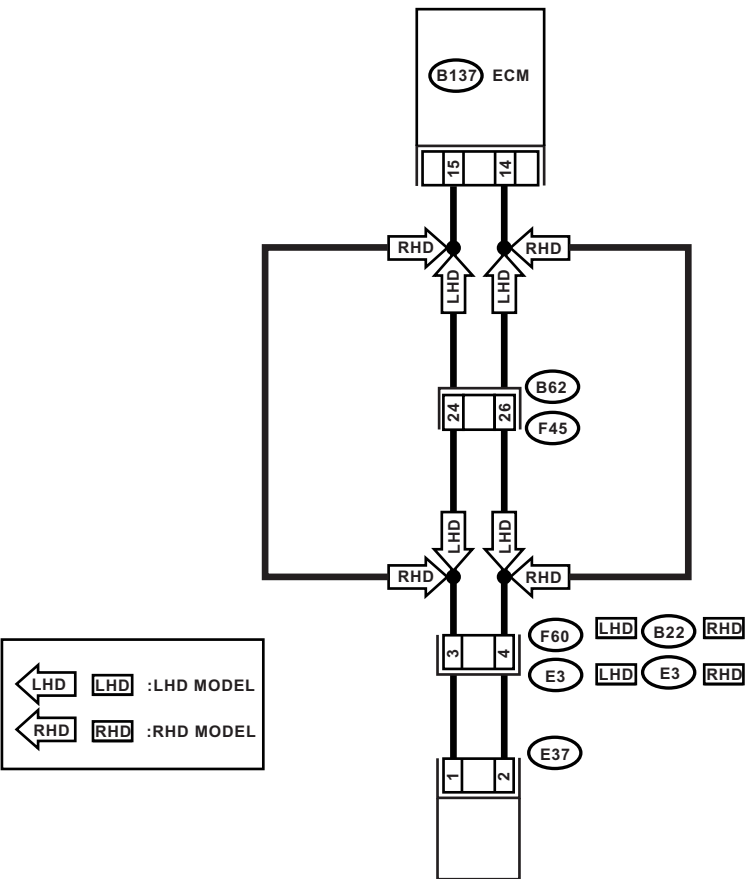 B137 ECM
15 14
RHD RHD
LHD LHD
B62
24 26
F45
LHD LHD
RHD RHD
F60 LHD B22 RHD
3 4
E3 LHD E3 RHD
LHD LHD :LHD MODEL
RHD RHD :RHD MODEL
E37
1 2